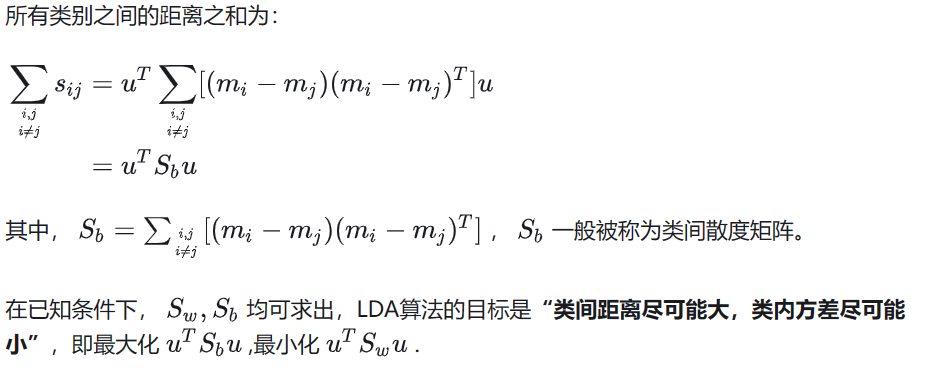 所有类别之间的距离之和为：
$\sum_{\substack{i,j \\ i \neq j}} s_{ij} = u^T \sum_{\substack{i,j \\ i \neq j}} [(m_i - m_j)(m_i - m_j)^T] u$
$= u^T S_b u$
其中， $S_b = \sum_{\substack{i,j \\ i \neq j}} [(m_i - m_j)(m_i - m_j)^T]$ ， $S_b$ 一般被称为类间散度矩阵。
在已知条件下， $S_w, S_b$ 均可求出，LDA算法的目标是“类间距离尽可能大，类内方差尽可能
小”，即最大化 $u^T S_b u$ ,最小化 $u^T S_w u$ .